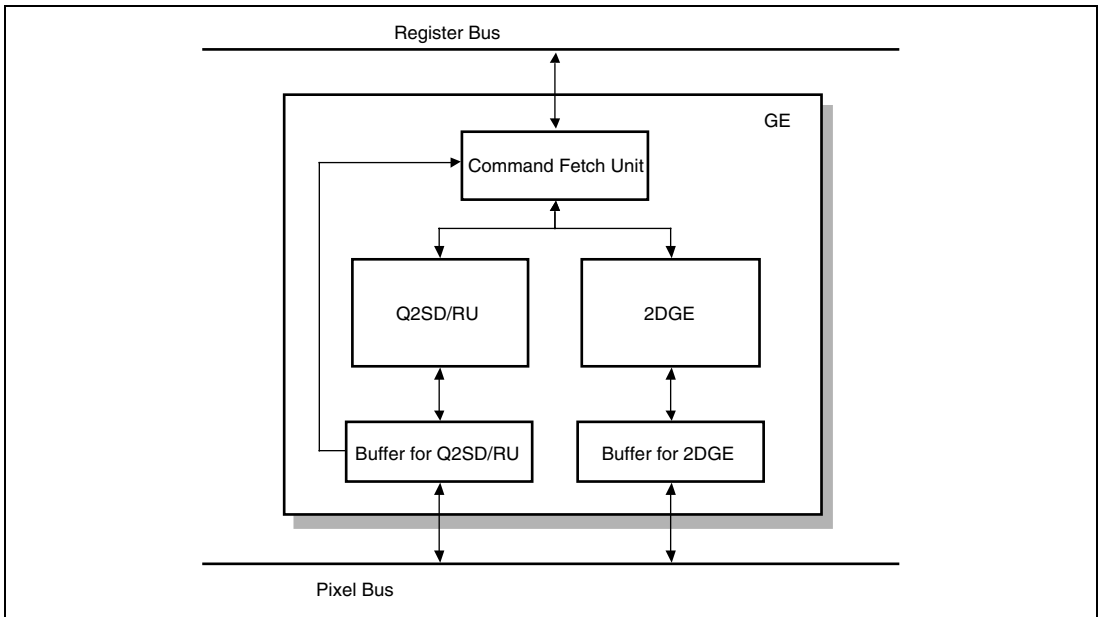 Register Bus
GE
Command Fetch Unit
Q2SD/RU
2DGE
Buffer for Q2SD/RU
Buffer for 2DGE
Pixel Bus